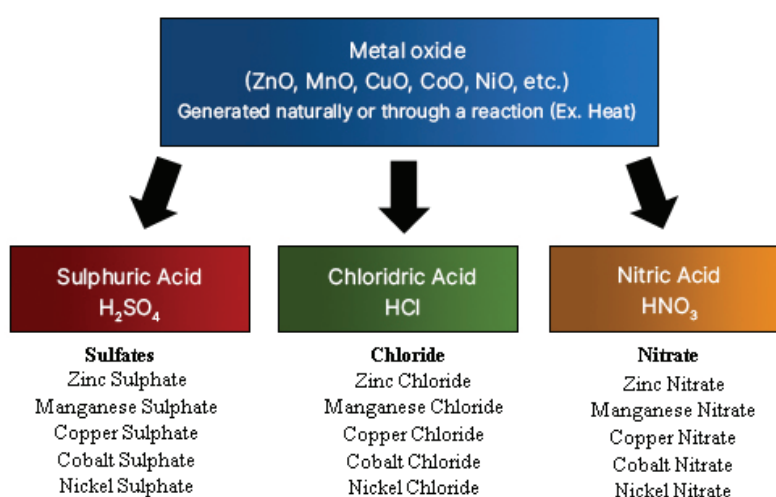 Metal oxide
(ZnO, MnO, CuO, CoO, NiO, etc.)
Generated naturally or through a reaction (Ex. Heat)
Sulphuric Acid
H₂SO₄
Sulfates
Zinc Sulphate
Manganese Sulphate
Copper Sulphate
Cobalt Sulphate
Nickel Sulphate
Chloridric Acid
HCl
Chloride
Zinc Chloride
Manganese Chloride
Copper Chloride
Cobalt Chloride
Nickel Chloride
Nitric Acid
HNO₃
Nitrate
Zinc Nitrate
Manganese Nitrate
Copper Nitrate
Cobalt Nitrate
Nickel Nitrate